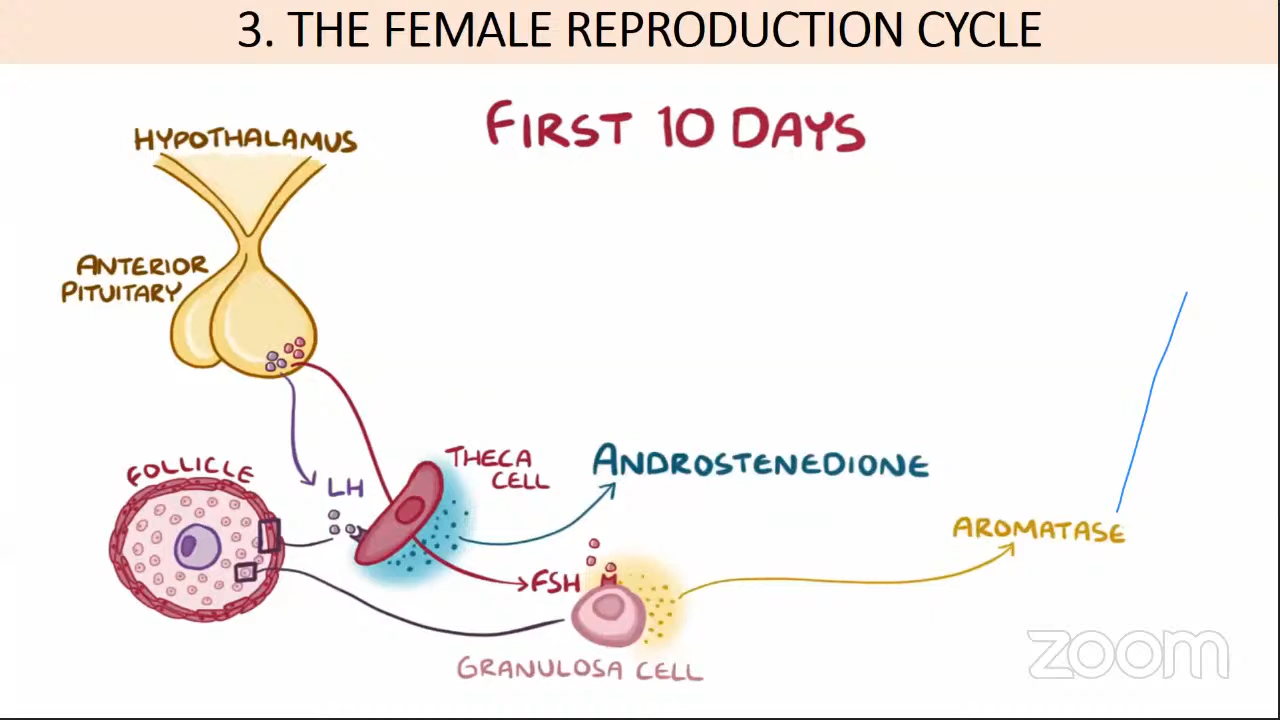 3. THE FEMALE REPRODUCTION CYCLE
FIRST 10 DAYS
HYPOTHALAMUS
ANTERIOR
PITUITARY
FOLLICLE
LH
THECA
CELL
ANDROSTENEDIONE
AROMATASE
FSH
GRANULOSA CELL
zoom